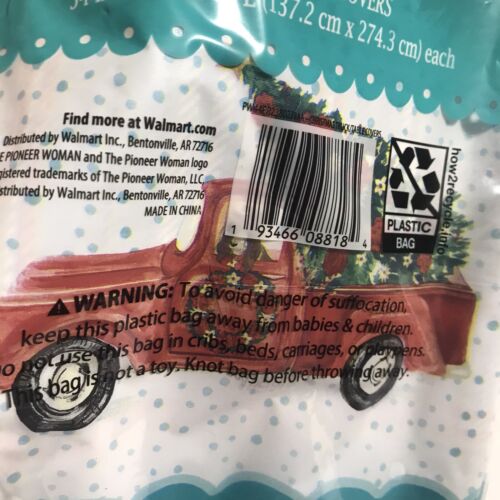 OVERS
(137.2 cm x 274.3 cm) each
Find more at Walmart.com
Distributed by Walmart Inc., Bentonville, AR 72716
E PIONEER WOMAN and The Pioneer Woman logo
gistered trademarks of The Pioneer Woman, LLC.
stributed by Walmart Inc., Bentonville, AR 72716
MADE IN CHINA
1 93466 08818 4
PLASTIC
BAG
how2recycle.info
WARNING: To avoid danger of suffocation,
keep this plastic bag away from babies & children.
o not use this bag in cribs, beds, carriages, or playpens.
This bag is not a toy. Knot bag before throwing away.